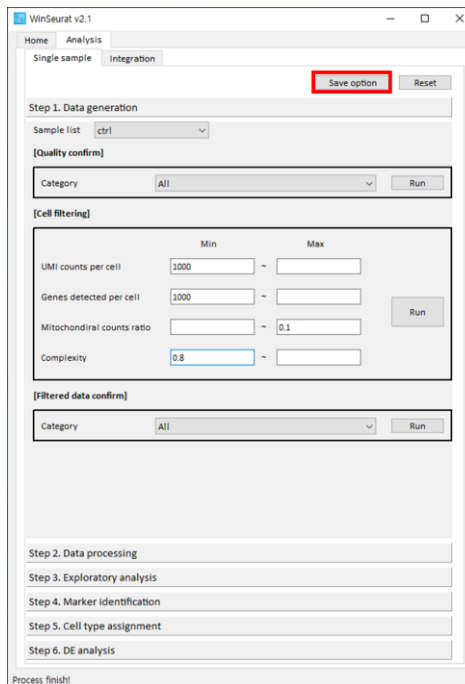 WinSeurat v2.1
Home Analysis
Single sample Integration
Save option Reset
Step 1. Data generation
Sample list ctrl
[Quality confirm]
Category All Run
[Cell filtering]
Min Max
UMI counts per cell 1000 ~
Genes detected per cell 1000 ~
Run
Mitochondiral counts ratio ~ 0.1
Complexity 0.8 ~
[Filtered data confirm]
Category All Run
Step 2. Data processing
Step 3. Exploratory analysis
Step 4. Marker identification
Step 5. Cell type assignment
Step 6. DE analysis
Process finish!